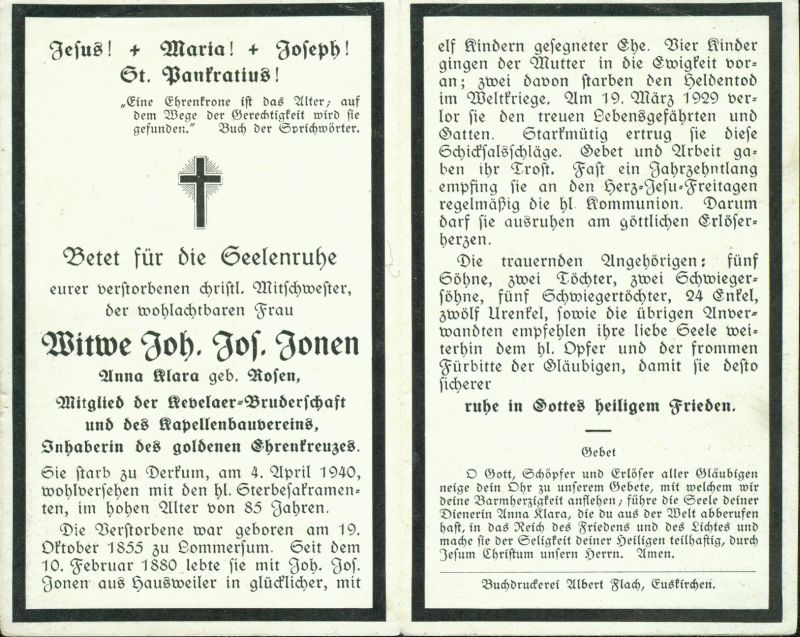 Jesus! + Maria! + Joseph!
St. Pankratius!
„Eine Ehrenkrone ist das Alter; auf
dem Wege der Gerechtigkeit wird sie
gefunden.“ Buch der Sprichwörter.
Betet für die Seelenruhe
eurer verstorbenen christl. Mitschwester,
der wohlachtbaren Frau
Witwe Joh. Jos. Jonen
Anna Klara geb. Rosen,
Mitglied der Kevelaer-Bruderschaft
und des Kapellenbauvereins,
Inhaberin des goldenen Ehrenkreuzes.
Sie starb zu Derkum, am 4. April 1940,
wohlversehen mit den hl. Sterbesakramen-
ten, im hohen Alter von 85 Jahren.
Die Verstorbene war geboren am 19.
Oktober 1855 zu Lommersum. Seit dem
10. Februar 1880 lebte sie mit Joh. Jos.
Jonen aus Hausweiler in glücklicher, mit
elf Kindern gesegneter Ehe. Vier Kinder
gingen der Mutter in die Ewigkeit vor-
an; zwei davon starben den Heldentod
im Weltkriege. Am 19. März 1929 ver-
lor sie den treuen Lebensgefährten und
Gatten. Starkmütig ertrug sie diese
Schicksalsschläge. Gebet und Arbeit ga-
ben ihr Trost. Fast ein Jahrzehntlang
empfing sie an den Herz-Jesu-Freitagen
regelmäßig die hl. Kommunion. Darum
darf sie ausruhen am göttlichen Erlöser-
herzen.
Die trauernden Angehörigen: fünf
Söhne, zwei Töchter, zwei Schwieger-
söhne, fünf Schwiegertöchter, 24 Enkel,
zwölf Urenkel, sowie die übrigen Anver-
wandten empfehlen ihre liebe Seele wei-
terhin dem hl. Opfer und der frommen
Fürbitte der Gläubigen, damit sie desto
sicherer
ruhe in Gottes heiligem Frieden.
Gebet
O Gott, Schöpfer und Erlöser aller Gläubigen
neige dein Ohr zu unserem Gebete, mit welchem wir
deine Barmherzigkeit anflehen; führe die Seele deiner
Dienerin Anna Klara, die du aus der Welt abberufen
hast, in das Reich des Friedens und des Lichtes und
mache sie der Seligkeit deiner Heiligen teilhaftig, durch
Jesum Christum unsern Herrn. Amen.
Buchdruckerei Albert Flach, Euskirchen.